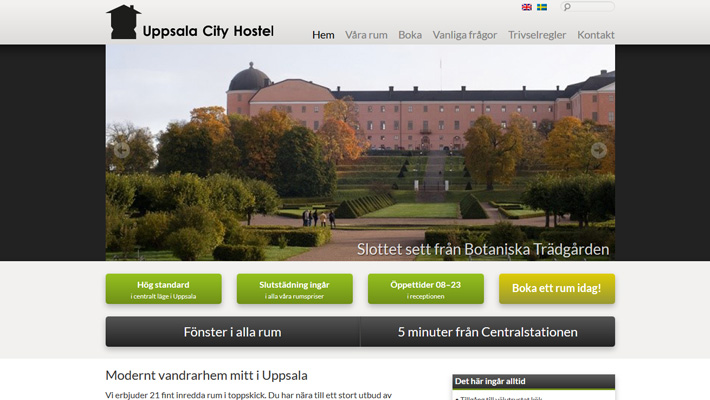 Uppsala City Hostel
Hem Våra rum Boka Vanliga frågor Trivselregler Kontakt
Slottet sett från Botaniska Trädgården
Hög standard
i centralt läge i Uppsala
Slutstädning ingår
i alla våra rumspriser
Öppettider 08–23
i receptionen
Boka ett rum idag!
Fönster i alla rum
5 minuter från Centralstationen
Modernt vandrarhem mitt i Uppsala
Vi erbjuder 21 fint inredda rum i toppskick. Du har nära till ett stort utbud av
Det här ingår alltid